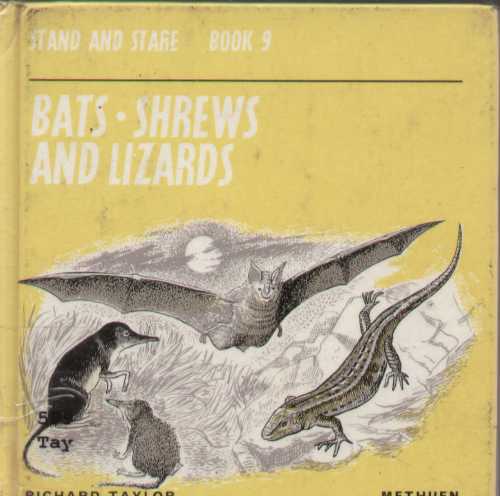 STAND AND STARE BOOK 9
BATS · SHREWS
AND LIZARDS
Tay
RICHARD TAYLOR
METHUEN